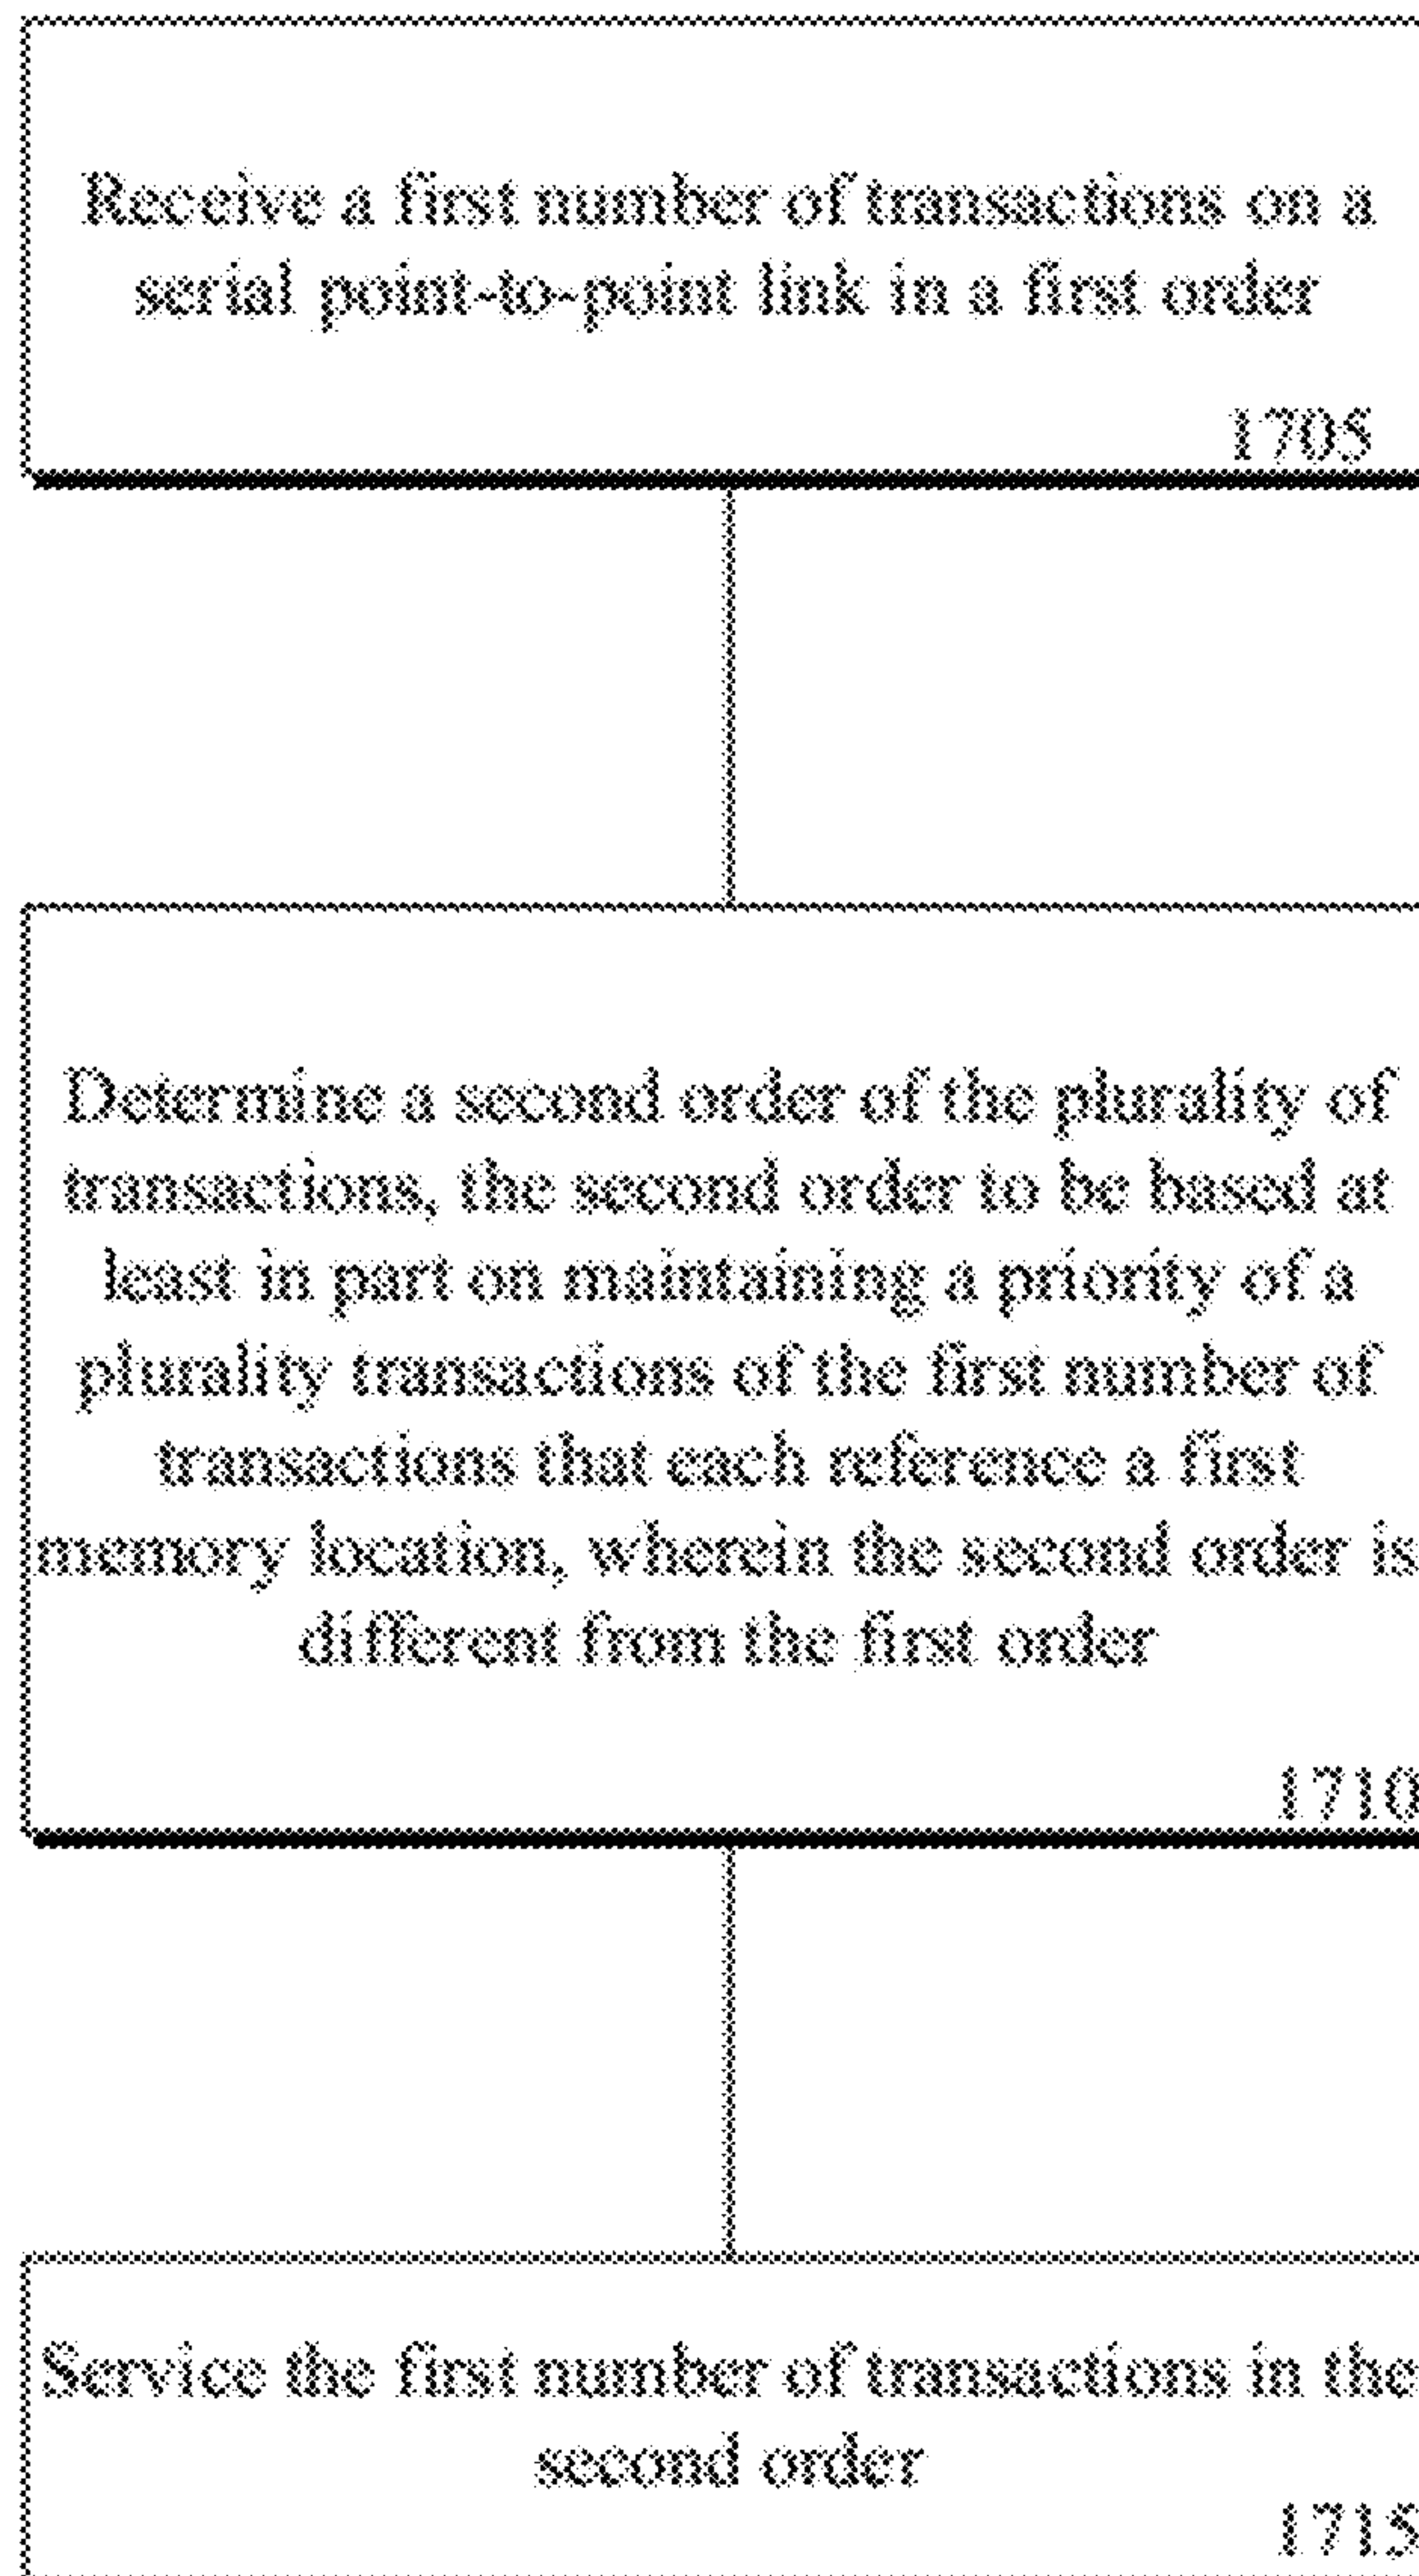 Receive a first number of transactions on a
serial point-to-point link in a first order
1705
Determine a second order of the plurality of
transactions, the second order to be based at
least in part on maintaining a priority of a
plurality transactions of the first number of
transactions that each reference a first
memory location, wherein the second order is
different from the first order
1710
Service the first number of transactions in the
second order
1715